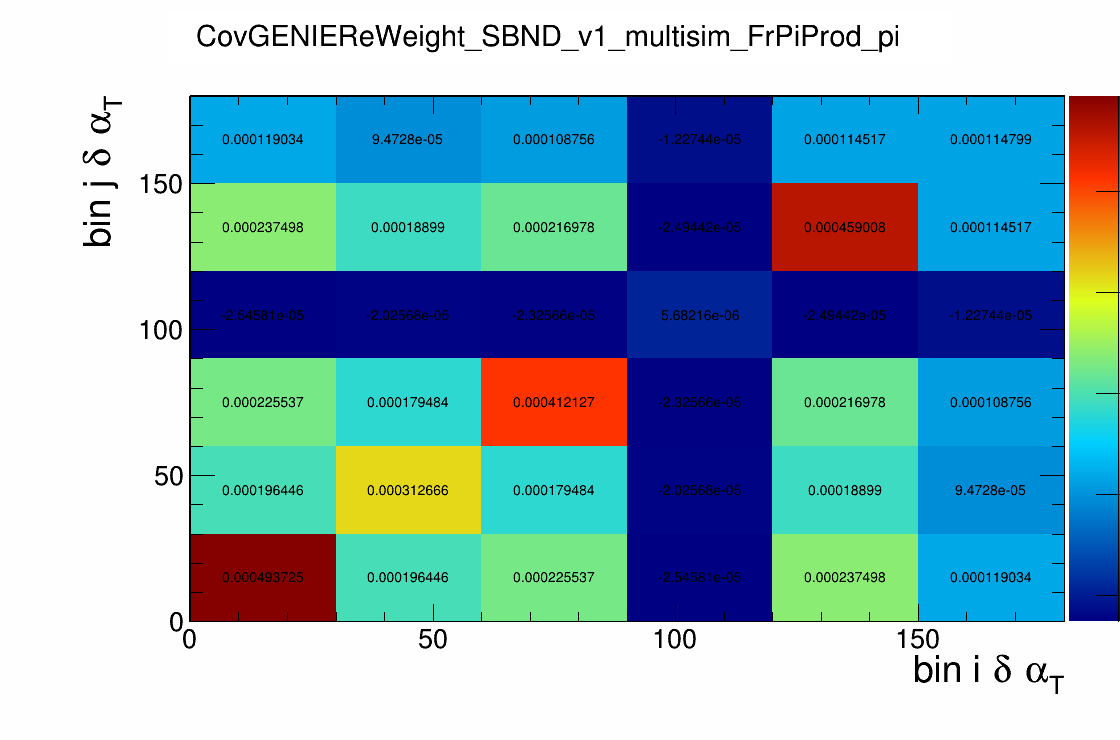 CovGENIEReWeight_SBND_v1_multisim_FrPiProd_pi
bin j δ α_T
0.000119034 9.4728e-05 0.000108756 -1.22744e-05 0.000114517 0.000114799
150
0.000237498 0.00018899 0.000216978 -2.49442e-05 0.000459008 0.000114517
100
-2.54581e-05 -2.02568e-05 -2.32566e-05 5.68216e-06 -2.49442e-05 -1.22744e-05
0.000225537 0.000179484 0.000412127 -2.32566e-05 0.000216978 0.000108756
50
0.000196446 0.000312666 0.000179484 -2.02568e-05 0.00018899 9.4728e-05
0.000493725 0.000196446 0.000225537 -2.54581e-05 0.000237498 0.000119034
0
0 50 100 150
bin i δ α_T